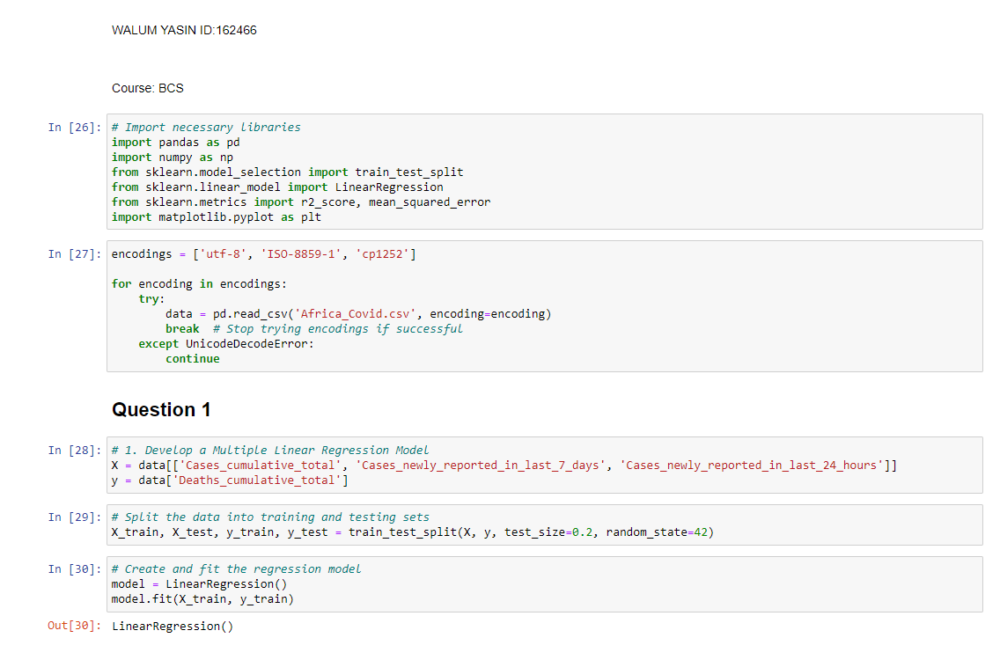 WALUM YASIN ID:162466
Course: BCS
In [26]: # Import necessary libraries
import pandas as pd
import numpy as np
from sklearn.model_selection import train_test_split
from sklearn.linear_model import LinearRegression
from sklearn.metrics import r2_score, mean_squared_error
import matplotlib.pyplot as plt
In [27]: encodings = ['utf-8', 'ISO-8859-1', 'cp1252']
for encoding in encodings:
    try:
        data = pd.read_csv('Africa_Covid.csv', encoding=encoding)
        break  # Stop trying encodings if successful
    except UnicodeDecodeError:
        continue
Question 1
In [28]: # 1. Develop a Multiple Linear Regression Model
X = data[['Cases_cumulative_total', 'Cases_newly_reported_in_last_7_days', 'Cases_newly_reported_in_last_24_hours']]
y = data['Deaths_cumulative_total']
In [29]: # Split the data into training and testing sets
X_train, X_test, y_train, y_test = train_test_split(X, y, test_size=0.2, random_state=42)
In [30]: # Create and fit the regression model
model = LinearRegression()
model.fit(X_train, y_train)
Out[30]: LinearRegression()